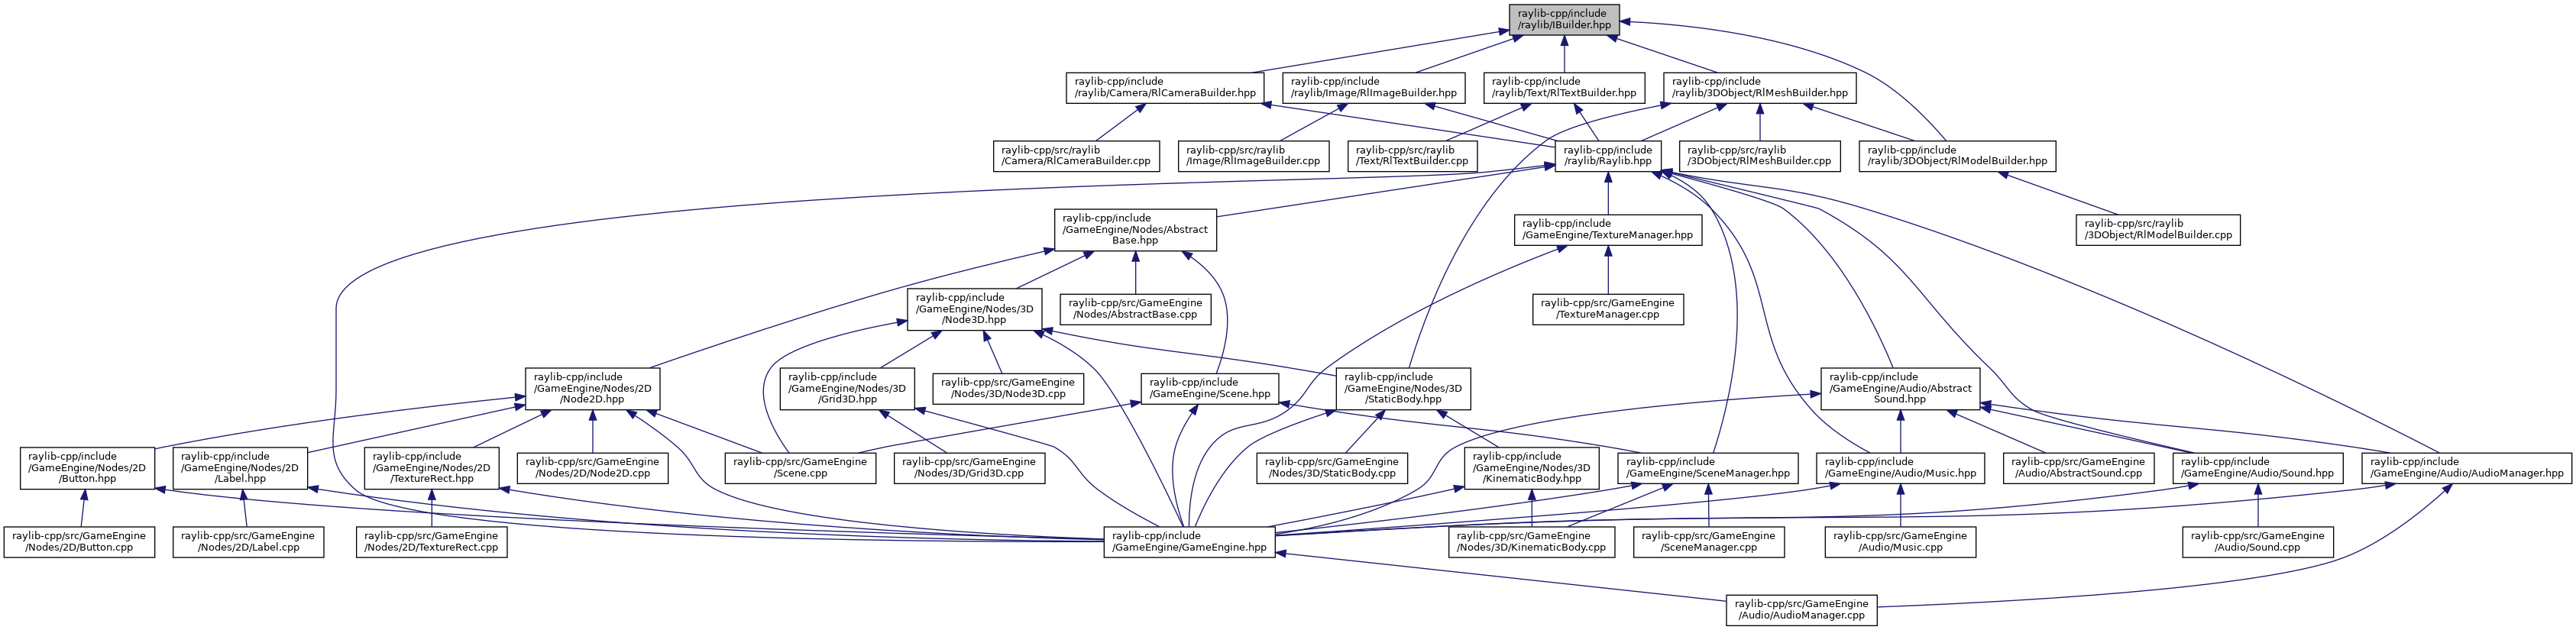 raylib-cpp/include
/raylib/IBuilder.hpp
raylib-cpp/include
/raylib/Camera/RlCameraBuilder.hpp
raylib-cpp/include
/raylib/Image/RlImageBuilder.hpp
raylib-cpp/include
/raylib/Text/RlTextBuilder.hpp
raylib-cpp/include
/raylib/3DObject/RlMeshBuilder.hpp
raylib-cpp/src/raylib
/Camera/RlCameraBuilder.cpp
raylib-cpp/src/raylib
/Image/RlImageBuilder.cpp
raylib-cpp/src/raylib
/Text/RlTextBuilder.cpp
raylib-cpp/include
/raylib/Raylib.hpp
raylib-cpp/src/raylib
/3DObject/RlMeshBuilder.cpp
raylib-cpp/include
/raylib/3DObject/RlModelBuilder.hpp
raylib-cpp/include
/GameEngine/Nodes/Abstract
Base.hpp
raylib-cpp/include
/GameEngine/TextureManager.hpp
raylib-cpp/src/raylib
/3DObject/RlModelBuilder.cpp
raylib-cpp/include
/GameEngine/Nodes/3D
/Node3D.hpp
raylib-cpp/src/GameEngine
/Nodes/AbstractBase.cpp
raylib-cpp/src/GameEngine
/TextureManager.cpp
raylib-cpp/include
/GameEngine/Nodes/2D
/Node2D.hpp
raylib-cpp/include
/GameEngine/Nodes/3D
/Grid3D.hpp
raylib-cpp/src/GameEngine
/Nodes/3D/Node3D.cpp
raylib-cpp/include
/GameEngine/Scene.hpp
raylib-cpp/include
/GameEngine/Nodes/3D
/StaticBody.hpp
raylib-cpp/include
/GameEngine/Audio/Abstract
Sound.hpp
raylib-cpp/include
/GameEngine/Nodes/2D
/Button.hpp
raylib-cpp/include
/GameEngine/Nodes/2D
/Label.hpp
raylib-cpp/include
/GameEngine/Nodes/2D
/TextureRect.hpp
raylib-cpp/src/GameEngine
/Nodes/2D/Node2D.cpp
raylib-cpp/src/GameEngine
/Scene.cpp
raylib-cpp/src/GameEngine
/Nodes/3D/Grid3D.cpp
raylib-cpp/src/GameEngine
/Nodes/3D/StaticBody.cpp
raylib-cpp/include
/GameEngine/Nodes/3D
/KinematicBody.hpp
raylib-cpp/include
/GameEngine/SceneManager.hpp
raylib-cpp/include
/GameEngine/Audio/Music.hpp
raylib-cpp/src/GameEngine
/Audio/AbstractSound.cpp
raylib-cpp/include
/GameEngine/Audio/Sound.hpp
raylib-cpp/include
/GameEngine/Audio/AudioManager.hpp
raylib-cpp/src/GameEngine
/Nodes/2D/Button.cpp
raylib-cpp/src/GameEngine
/Nodes/2D/Label.cpp
raylib-cpp/src/GameEngine
/Nodes/2D/TextureRect.cpp
raylib-cpp/include
/GameEngine/GameEngine.hpp
raylib-cpp/src/GameEngine
/Nodes/3D/KinematicBody.cpp
raylib-cpp/src/GameEngine
/SceneManager.cpp
raylib-cpp/src/GameEngine
/Audio/Music.cpp
raylib-cpp/src/GameEngine
/Audio/Sound.cpp
raylib-cpp/src/GameEngine
/Audio/AudioManager.cpp